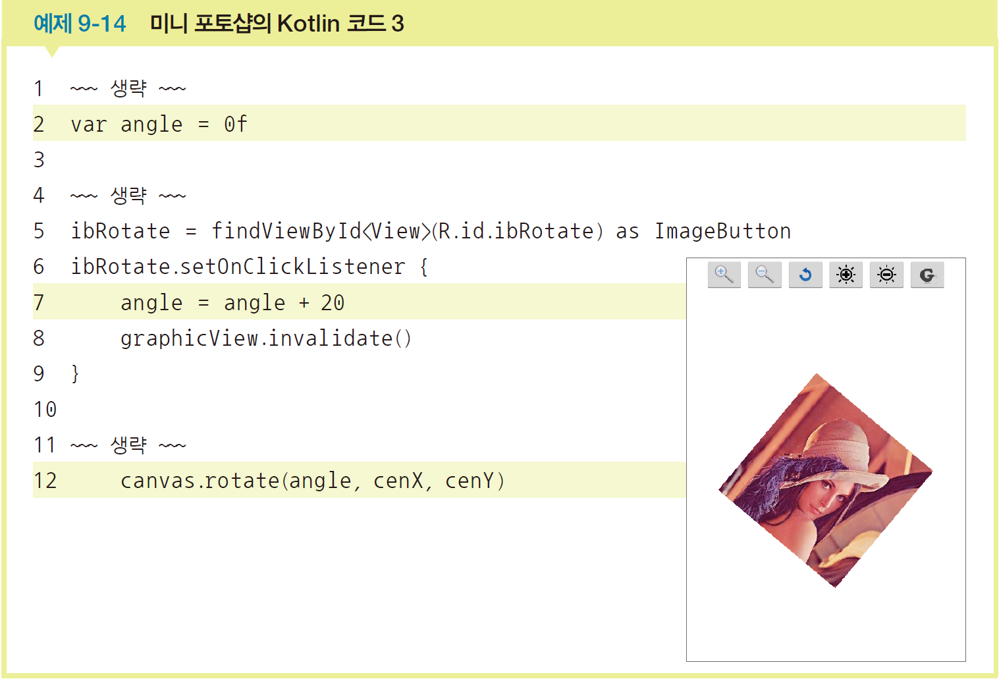 예제 9-14 미니 포토샵의 Kotlin 코드 3
1 ~~~ 생략 ~~~
2 var angle = 0f
3
4 ~~~ 생략 ~~~
5 ibRotate = findViewById<View>(R.id.ibRotate) as ImageButton
6 ibRotate.setOnClickListener {
7     angle = angle + 20
8     graphicView.invalidate()
9 }
10
11 ~~~ 생략 ~~~
12     canvas.rotate(angle, cenX, cenY)
G